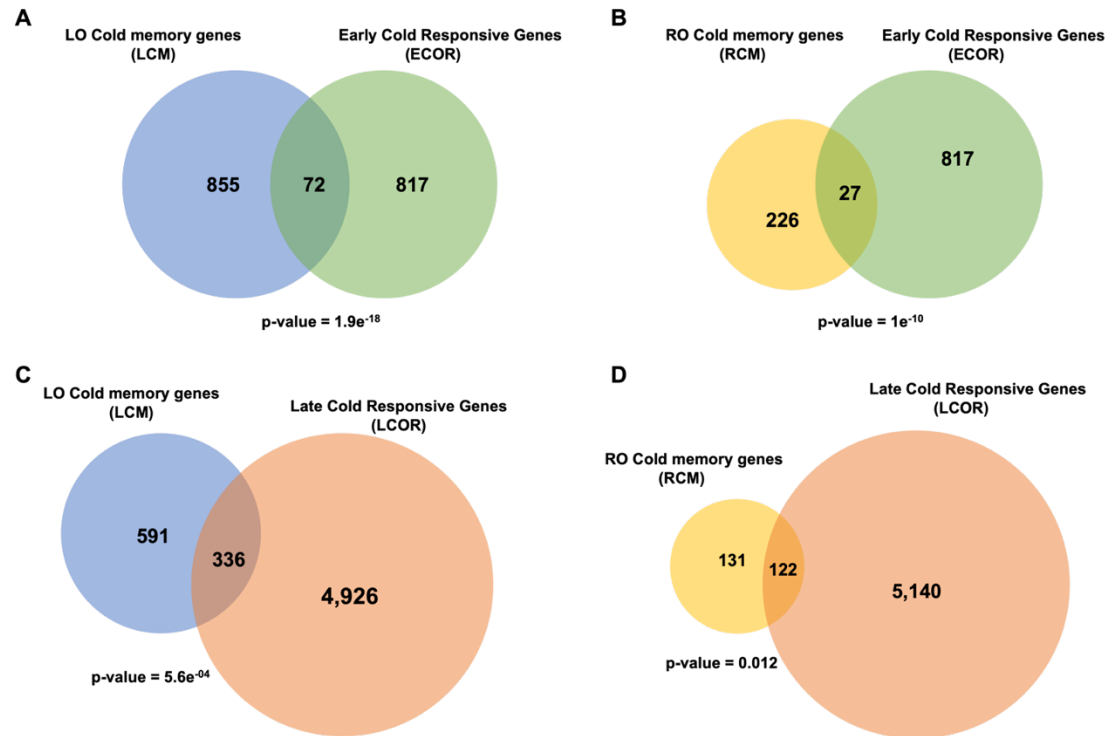 A
LO Cold memory genes
(LCM)
Early Cold Responsive Genes
(ECOR)
855
72
817
p-value = 1.9e-18
B
RO Cold memory genes
(RCM)
Early Cold Responsive Genes
(ECOR)
817
27
226
p-value = 1e-10
C
LO Cold memory genes
(LCM)
Late Cold Responsive Genes
(LCOR)
591
336
4,926
p-value = 5.6e-04
D
Late Cold Responsive Genes
(LCOR)
RO Cold memory genes
(RCM)
131
122
5,140
p-value = 0.012